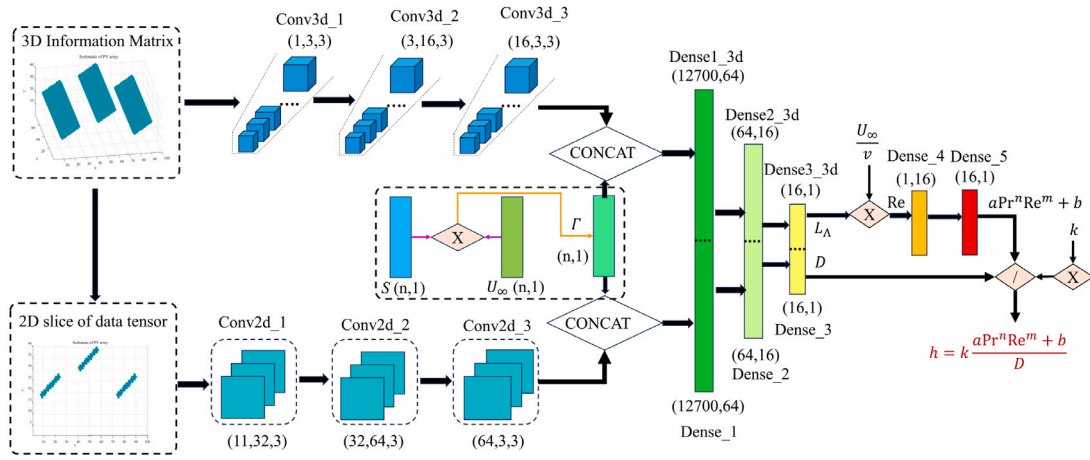 3D Information Matrix
Conv3d_1
(1,3,3)
Conv3d_2
(3,16,3)
Conv3d_3
(16,3,3)
CONCAT
Dense1_3d
(12700,64)
Dense2_3d
(64,16)
Dense3_3d
(16,1)
U∞
ν
X
Re
Dense_4
(1,16)
Dense_5
(16,1)
aPrⁿReᵐ + b
k
X
/
L_Λ
D
(16,1)
Dense_3
(64,16)
Dense_2
(12700,64)
Dense_1
h = k (aPrⁿReᵐ + b) / D
S (n,1)
X
U∞ (n,1)
Γ
(n,1)
CONCAT
2D slice of data tensor
Conv2d_1
(11,32,3)
Conv2d_2
(32,64,3)
Conv2d_3
(64,3,3)